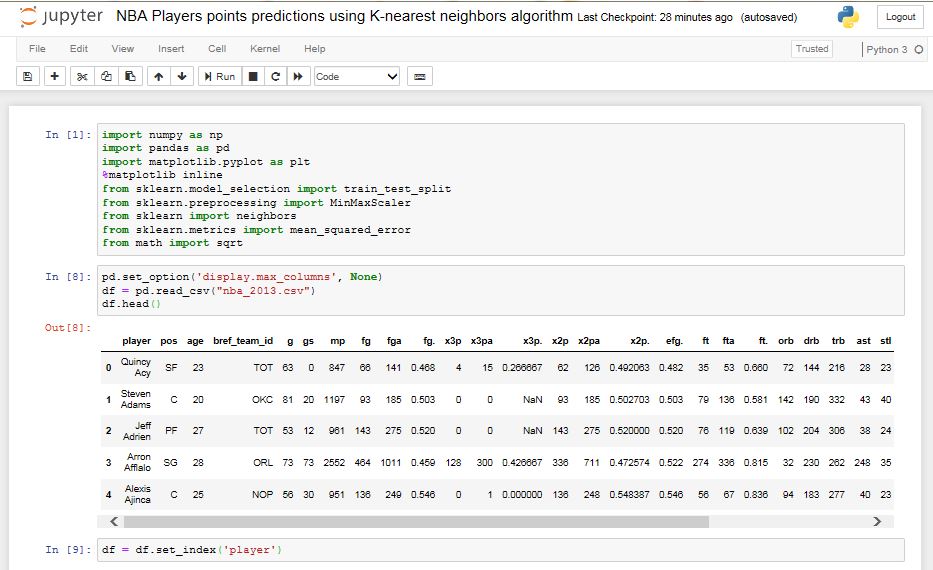 jupyter NBA Players points predictions using K-nearest neighbors algorithm Last Checkpoint: 28 minutes ago (autosaved) Logout
File Edit View Insert Cell Kernel Help Trusted Python 3
Run Code
In [1]: import numpy as np
import pandas as pd
import matplotlib.pyplot as plt
%matplotlib inline
from sklearn.model_selection import train_test_split
from sklearn.preprocessing import MinMaxScaler
from sklearn import neighbors
from sklearn.metrics import mean_squared_error
from math import sqrt
In [8]: pd.set_option('display.max_columns', None)
df = pd.read_csv("nba_2013.csv")
df.head()
Out[8]:
player pos age bref_team_id g gs mp fg fga fg. x3p x3pa x3p. x2p x2pa x2p. efg. ft fta ft. orb drb trb ast stl
0 Quincy Acy SF 23 TOT 63 0 847 66 141 0.468 4 15 0.266667 62 126 0.492063 0.482 35 53 0.660 72 144 216 28 23
1 Steven Adams C 20 OKC 81 20 1197 93 185 0.503 0 0 NaN 93 185 0.502703 0.503 79 136 0.581 142 190 332 43 40
2 Jeff Adrien PF 27 TOT 53 12 961 143 275 0.520 0 0 NaN 143 275 0.520000 0.520 76 119 0.639 102 204 306 38 24
3 Arron Afflalo SG 28 ORL 73 73 2552 464 1011 0.459 128 300 0.426667 336 711 0.472574 0.522 274 336 0.815 32 230 262 248 35
4 Alexis Ajinca C 25 NOP 56 30 951 136 249 0.546 0 1 0.000000 136 248 0.548387 0.546 56 67 0.836 94 183 277 40 23
In [9]: df = df.set_index('player')